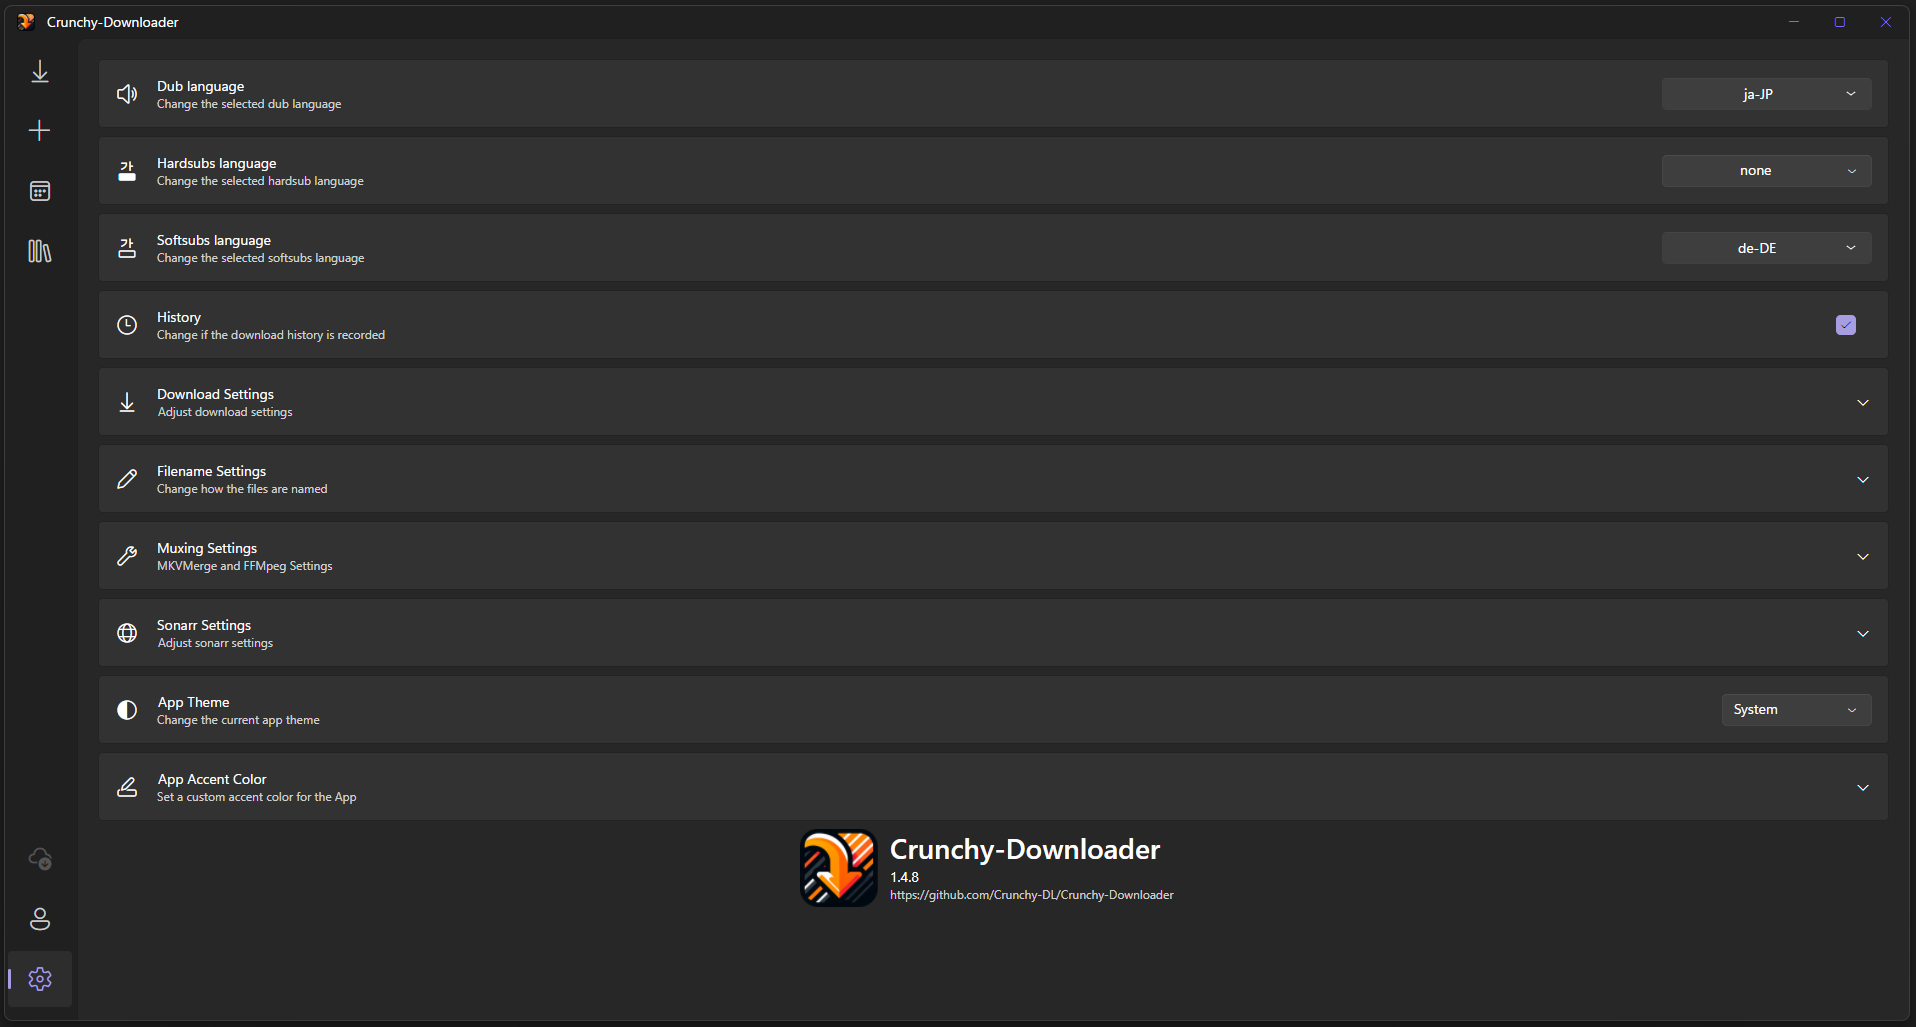 Crunchy-Downloader
Dub language
Change the selected dub language
ja-JP
Hardsubs language
Change the selected hardsub language
none
Softsubs language
Change the selected softsubs language
de-DE
History
Change if the download history is recorded
Download Settings
Adjust download settings
Filename Settings
Change how the files are named
Muxing Settings
MKVMerge and FFMpeg Settings
Sonarr Settings
Adjust sonarr settings
App Theme
Change the current app theme
System
App Accent Color
Set a custom accent color for the App
Crunchy-Downloader
1.4.8
https://github.com/Crunchy-DL/Crunchy-Downloader